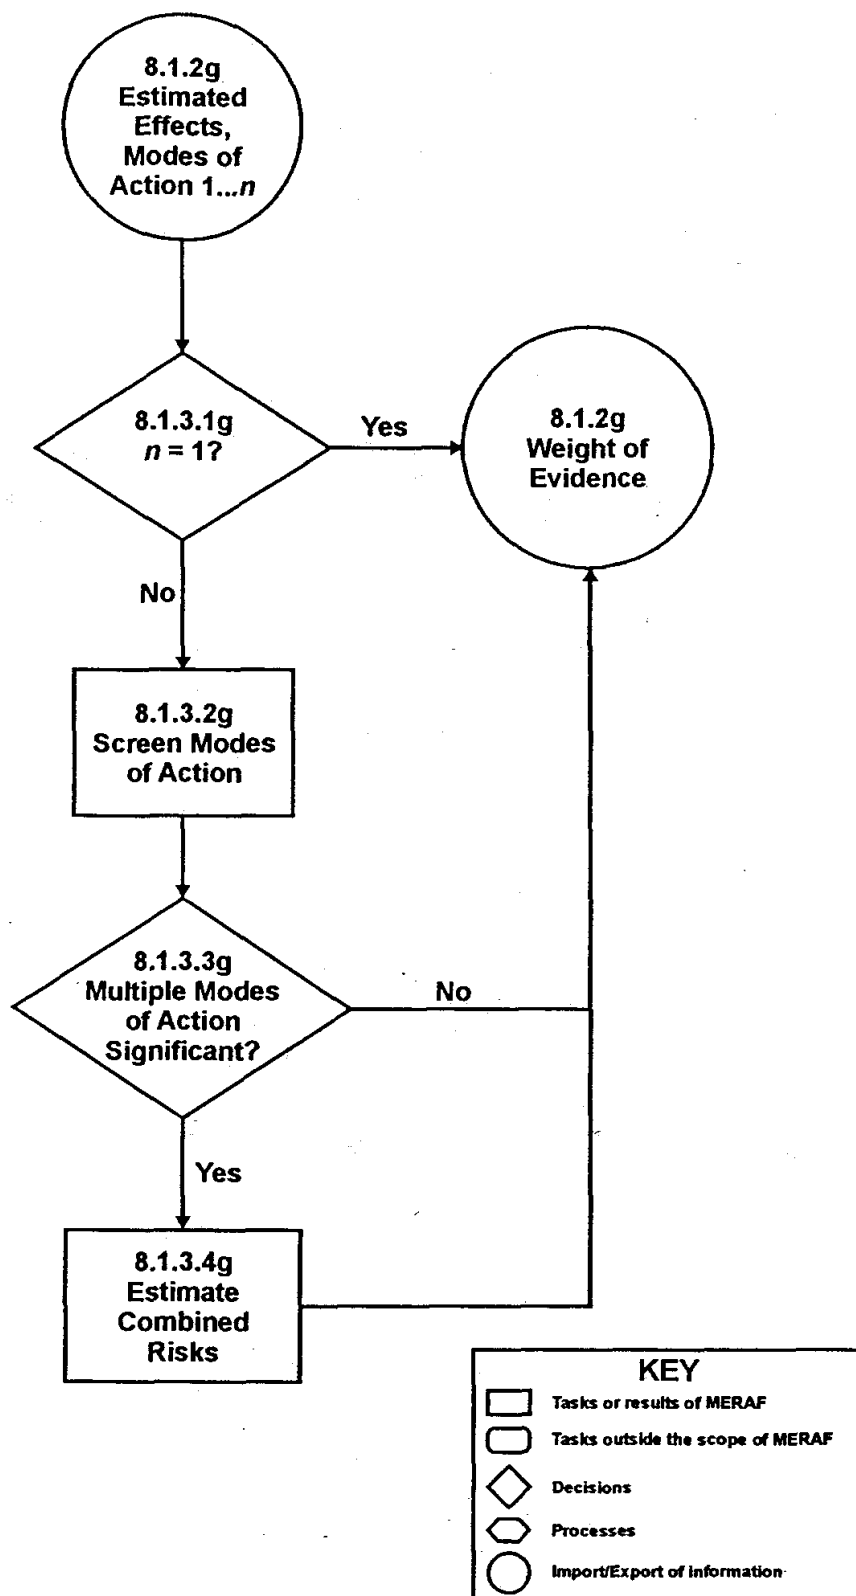 8.1.2g
Estimated
Effects,
Modes of
Action 1...n
8.1.3.1g
n = 1?
Yes
8.1.2g
Weight of
Evidence
No
8.1.3.2g
Screen Modes
of Action
8.1.3.3g
Multiple Modes
of Action
Significant?
No
Yes
8.1.3.4g
Estimate
Combined
Risks
KEY
Tasks or results of MERAF
Tasks outside the scope of MERAF
Decisions
Processes
Import/Export of information